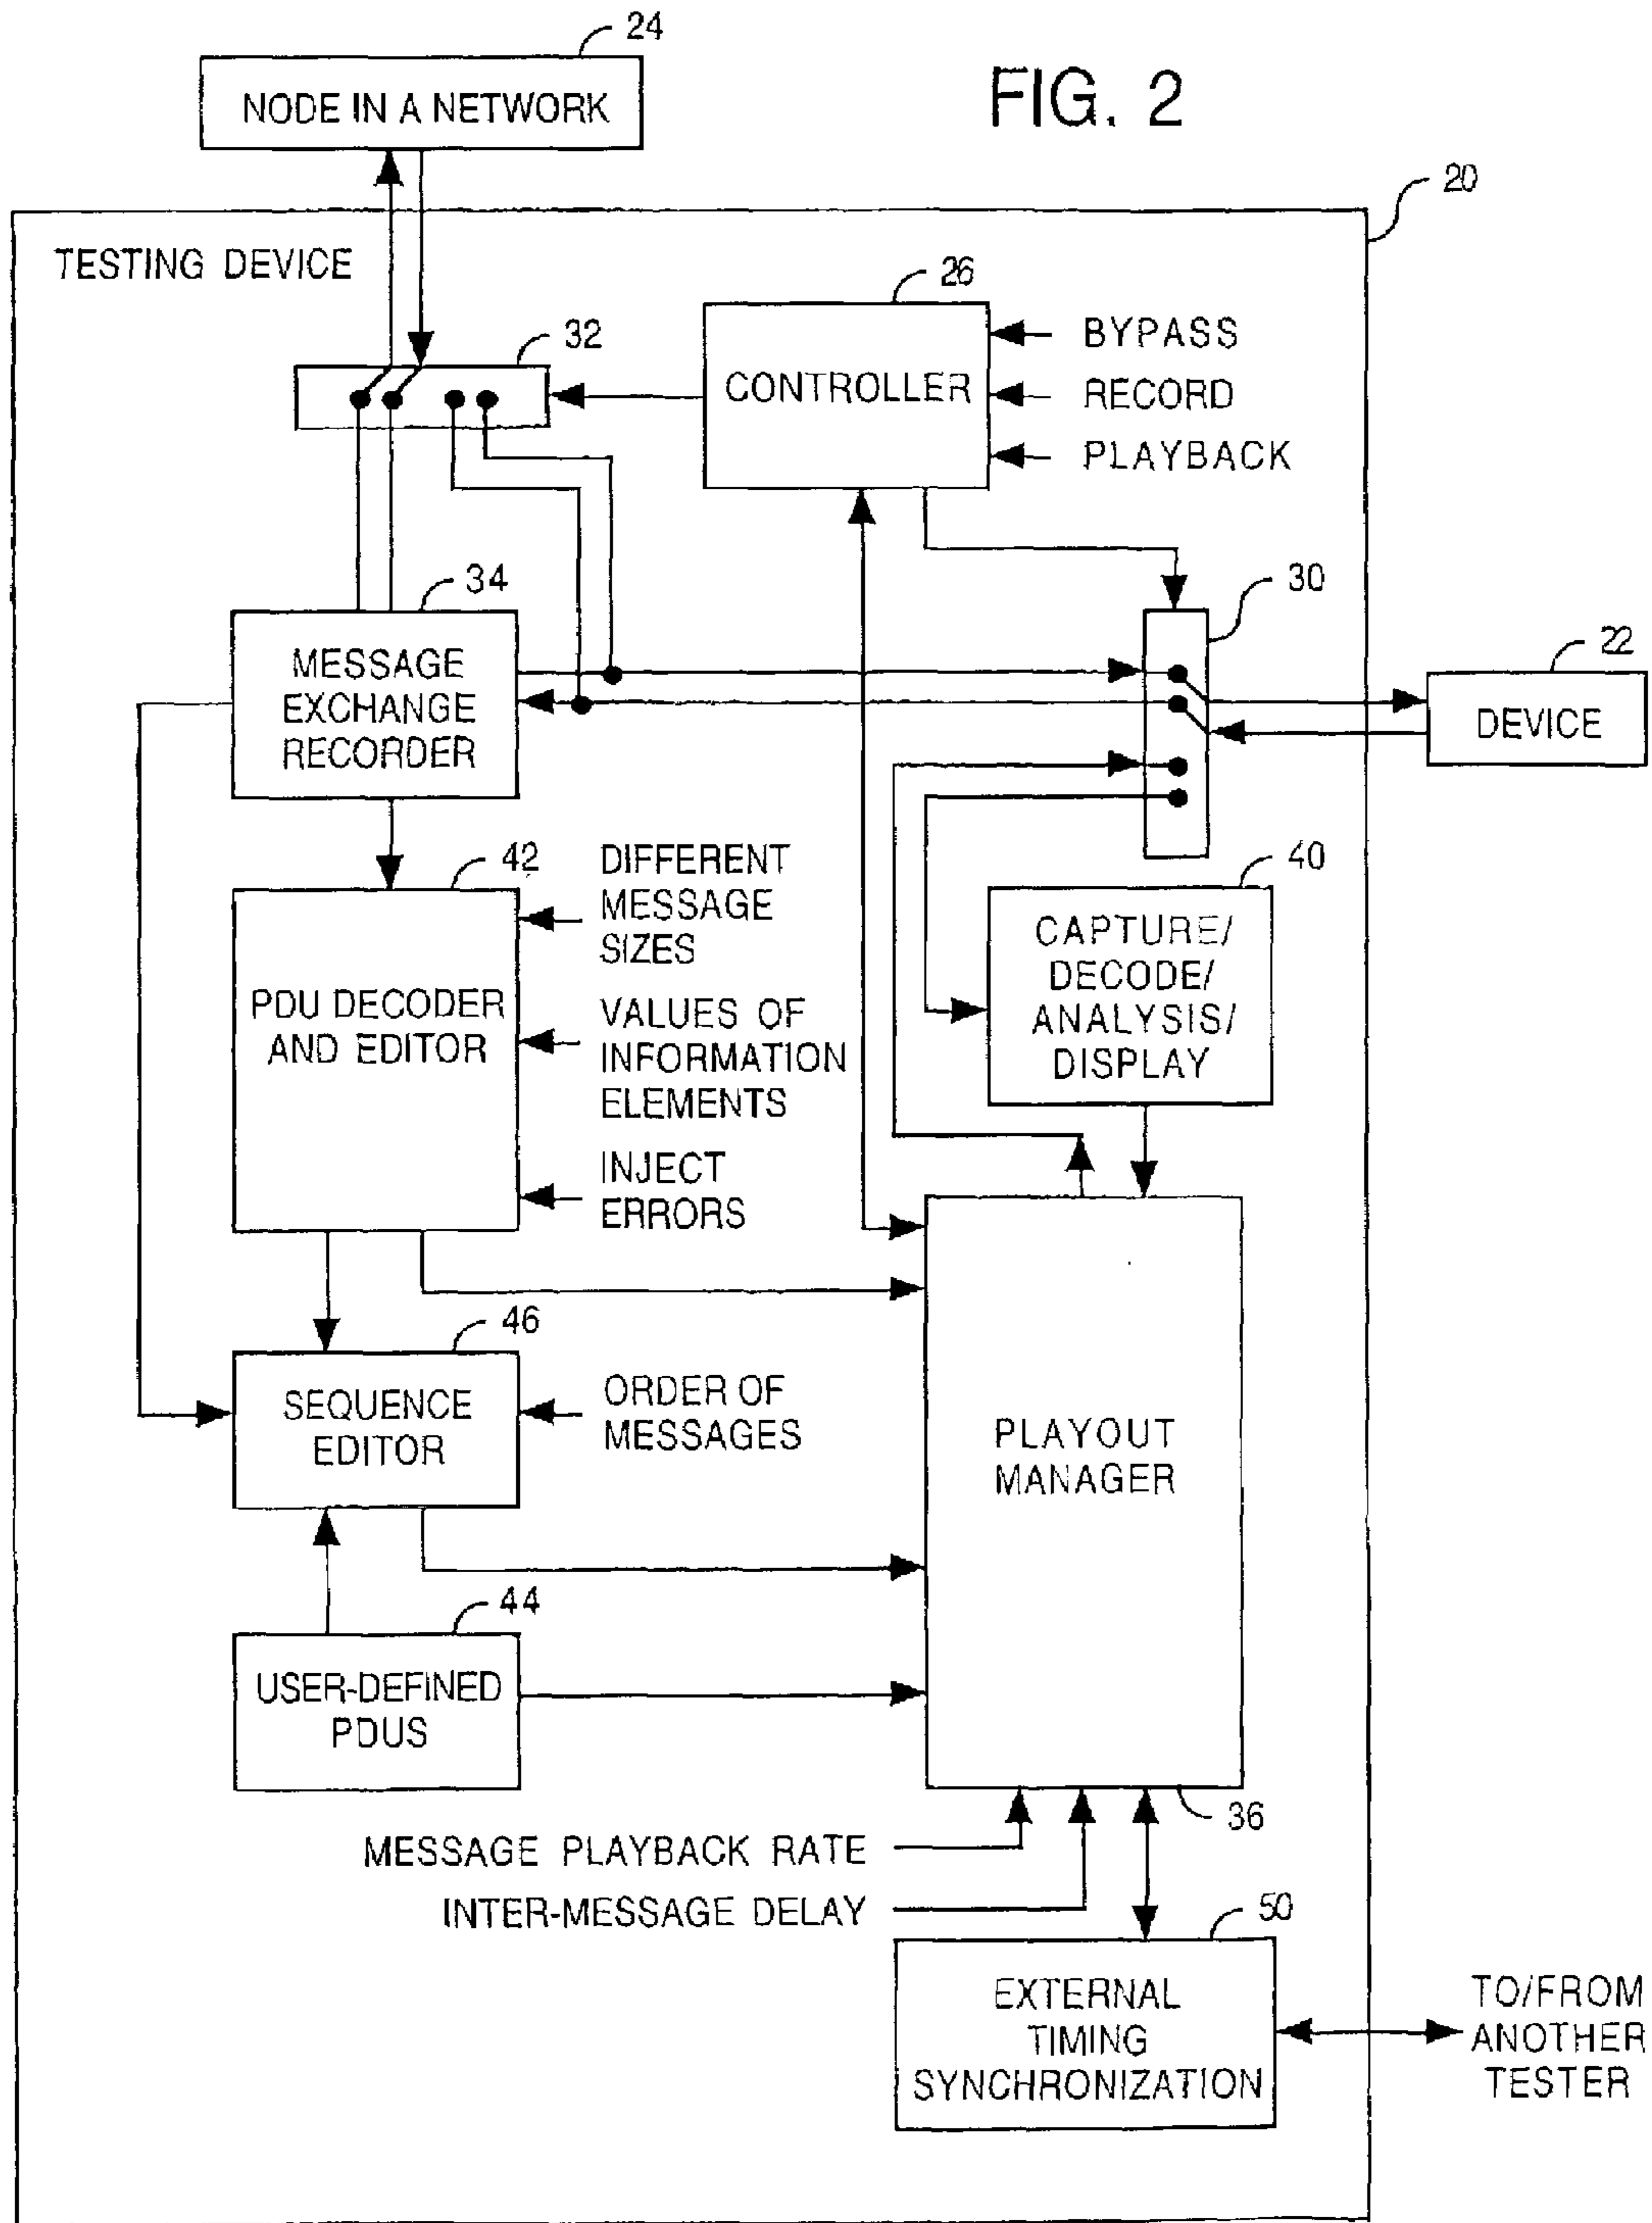 24
NODE IN A NETWORK
FIG. 2
20
TESTING DEVICE
26
32
CONTROLLER
BYPASS
RECORD
PLAYBACK
34
MESSAGE
EXCHANGE
RECORDER
30
22
DEVICE
42
PDU DECODER
AND EDITOR
DIFFERENT
MESSAGE
SIZES
VALUES OF
INFORMATION
ELEMENTS
INJECT
ERRORS
40
CAPTURE/
DECODE/
ANALYSIS/
DISPLAY
46
SEQUENCE
EDITOR
ORDER OF
MESSAGES
PLAYOUT
MANAGER
44
USER-DEFINED
PDUS
36
MESSAGE PLAYBACK RATE
INTER-MESSAGE DELAY
50
EXTERNAL
TIMING
SYNCHRONIZATION
TO/FROM
ANOTHER
TESTER